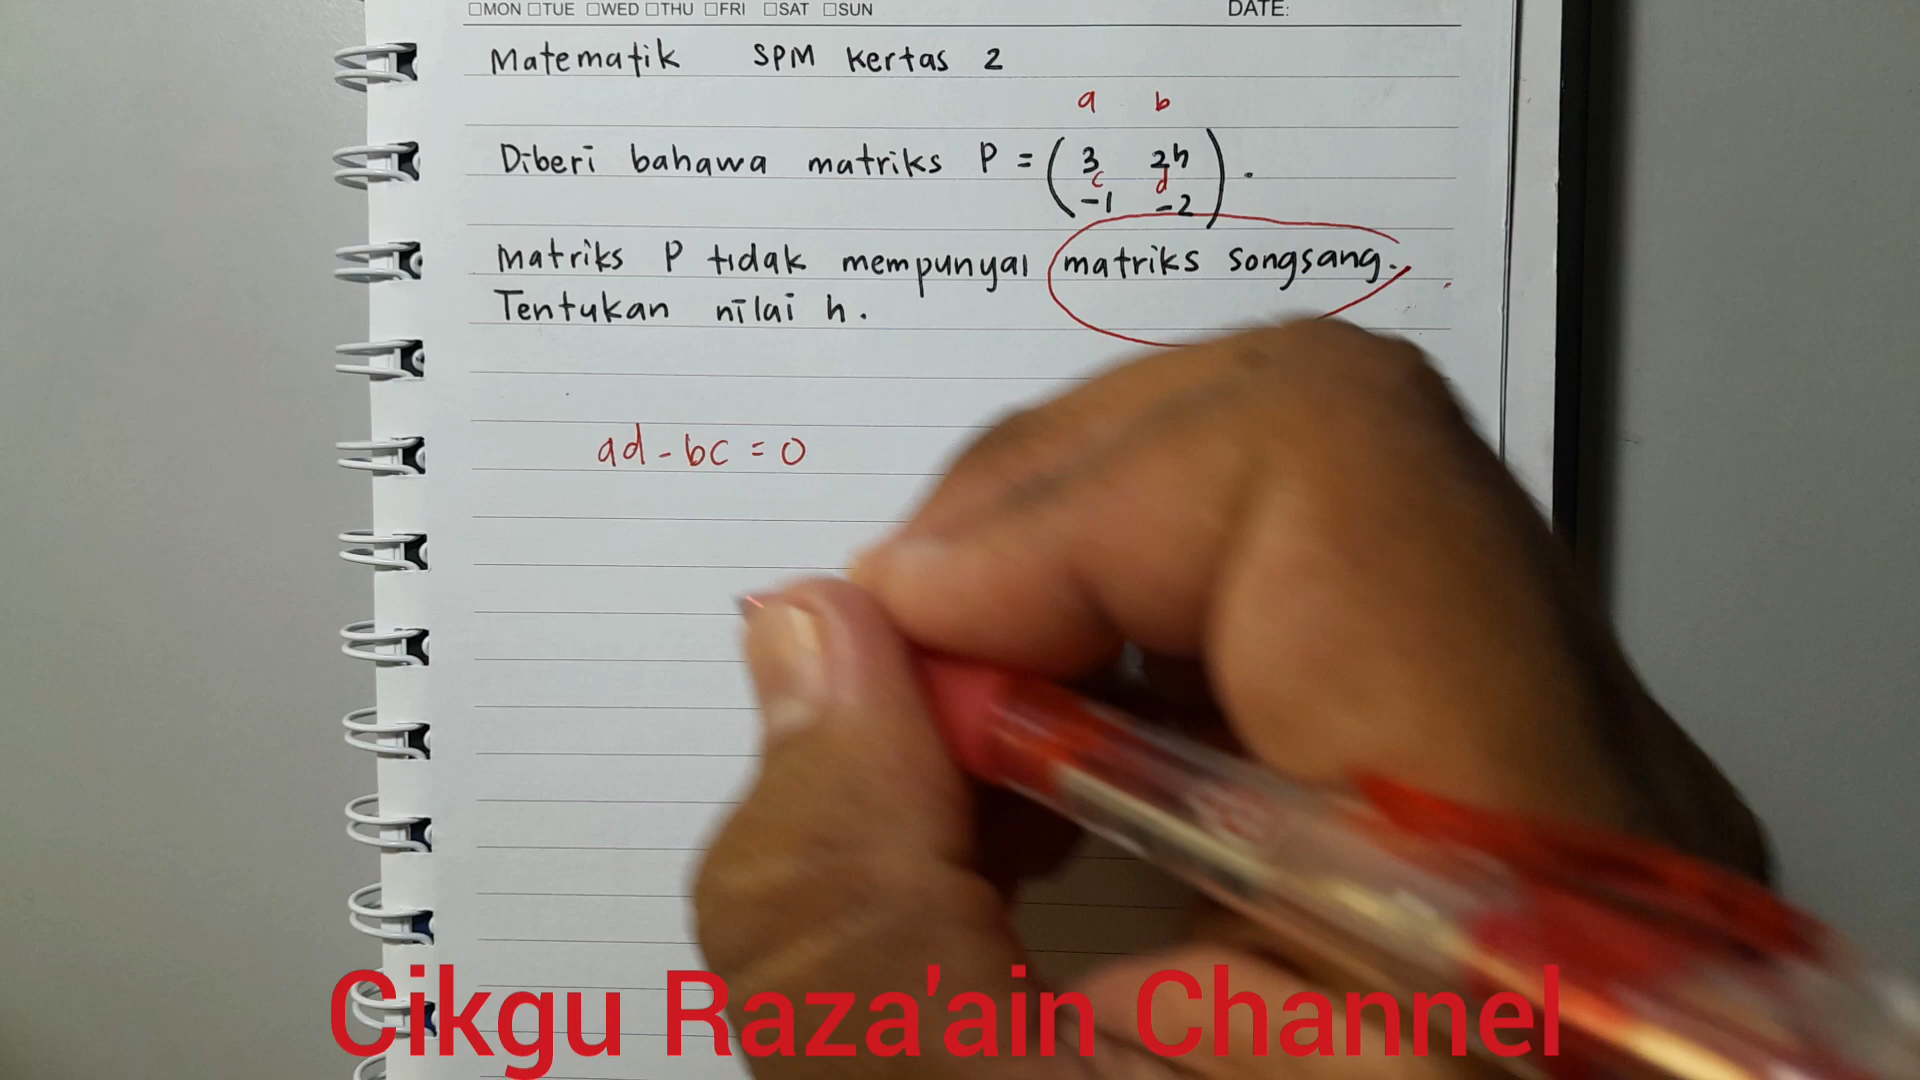 □MON □TUE □WED □THU □FRI □SAT □SUN DATE:
Matematik SPM Kertas 2
a b
Diberi bahawa matriks P = ( 3 2h ) .
c d
-1 -2
Matriks P tidak mempunyai matriks songsang.
Tentukan nilai h.
ad - bc = 0
Cikgu Raza'ain Channel